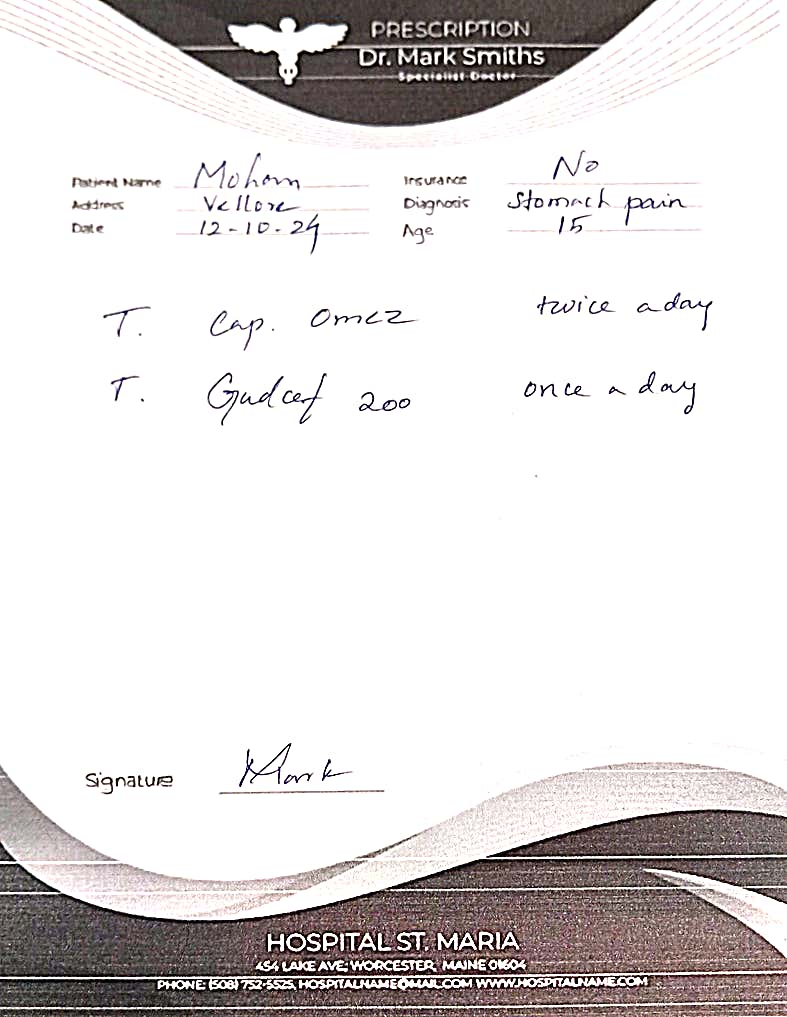 PRESCRIPTION
Dr. Mark Smiths
Specialist Doctor
Patient Name Mohan Insurance No
Address Vellore Diagnosis Stomach pain
Date 12-10-24 Age 15
T. Cap. Omez twice a day
T. Gudcef 200 once a day
Signature Mark
HOSPITAL ST. MARIA
454 LAKE AVE; WORCESTER, MAINE 01604
PHONE: (508) 752-5525, HOSPITALNAME@MAIL.COM WWW.HOSPITALNAME.COM